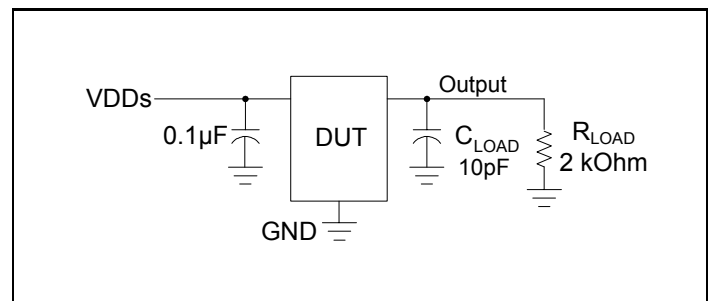 Output
VDDs
0.1µF
DUT
CLOAD
10pF
RLOAD
2 kOhm
GND